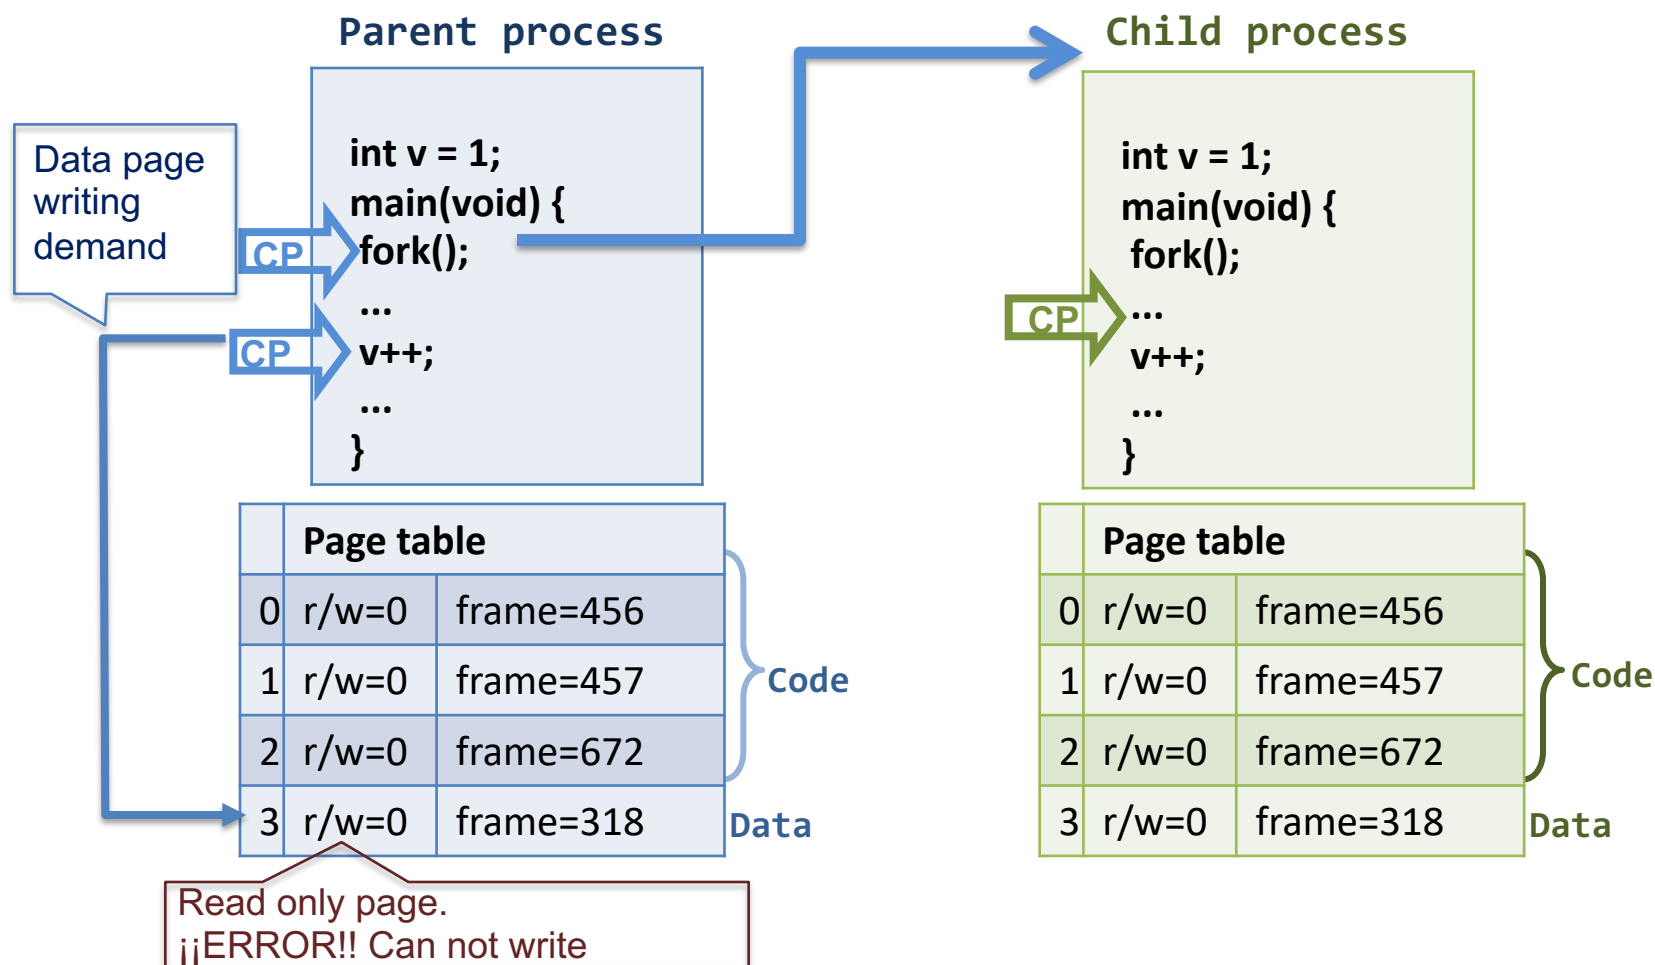 Parent process
Child process
Data page
writing
demand
int v = 1;
main(void) {
CP
fork();
...
CP
v++;
...
}
int v = 1;
main(void) {
fork();
CP
...
v++;
...
}
Page table
0 r/w=0 frame=456
1 r/w=0 frame=457
2 r/w=0 frame=672
3 r/w=0 frame=318
Code
Data
Page table
0 r/w=0 frame=456
1 r/w=0 frame=457
2 r/w=0 frame=672
3 r/w=0 frame=318
Code
Data
Read only page.
¡¡ERROR!! Can not write